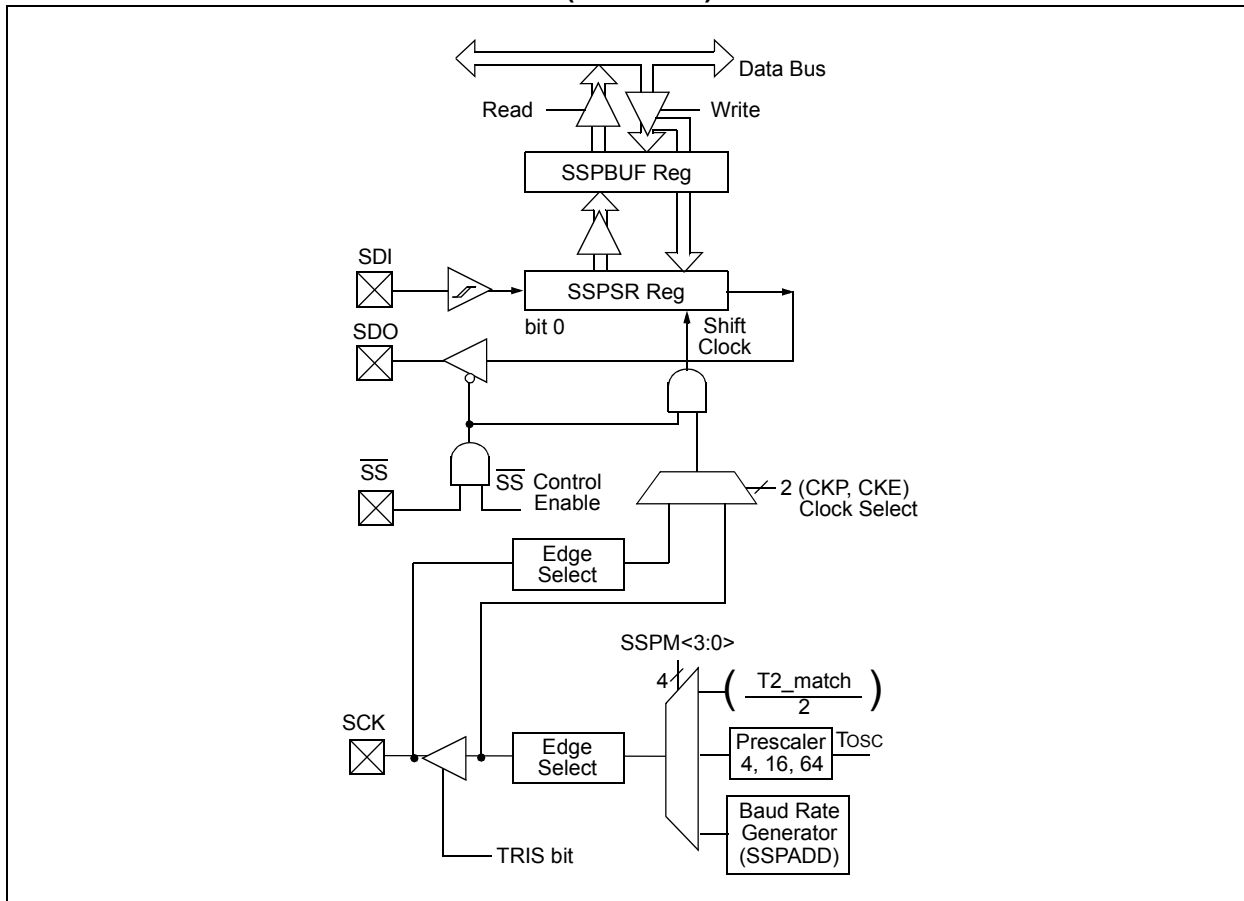 Data Bus
Read
Write
SSPBUF Reg
SDI
SSPSR Reg
bit 0
Shift
Clock
SDO
SS
SS Control
Enable
2 (CKP, CKE)
Clock Select
Edge
Select
SSPM<3:0>
4
( T2_match )
2
SCK
Edge
Select
Prescaler
4, 16, 64
TOSC
Baud Rate
Generator
(SSPADD)
TRIS bit